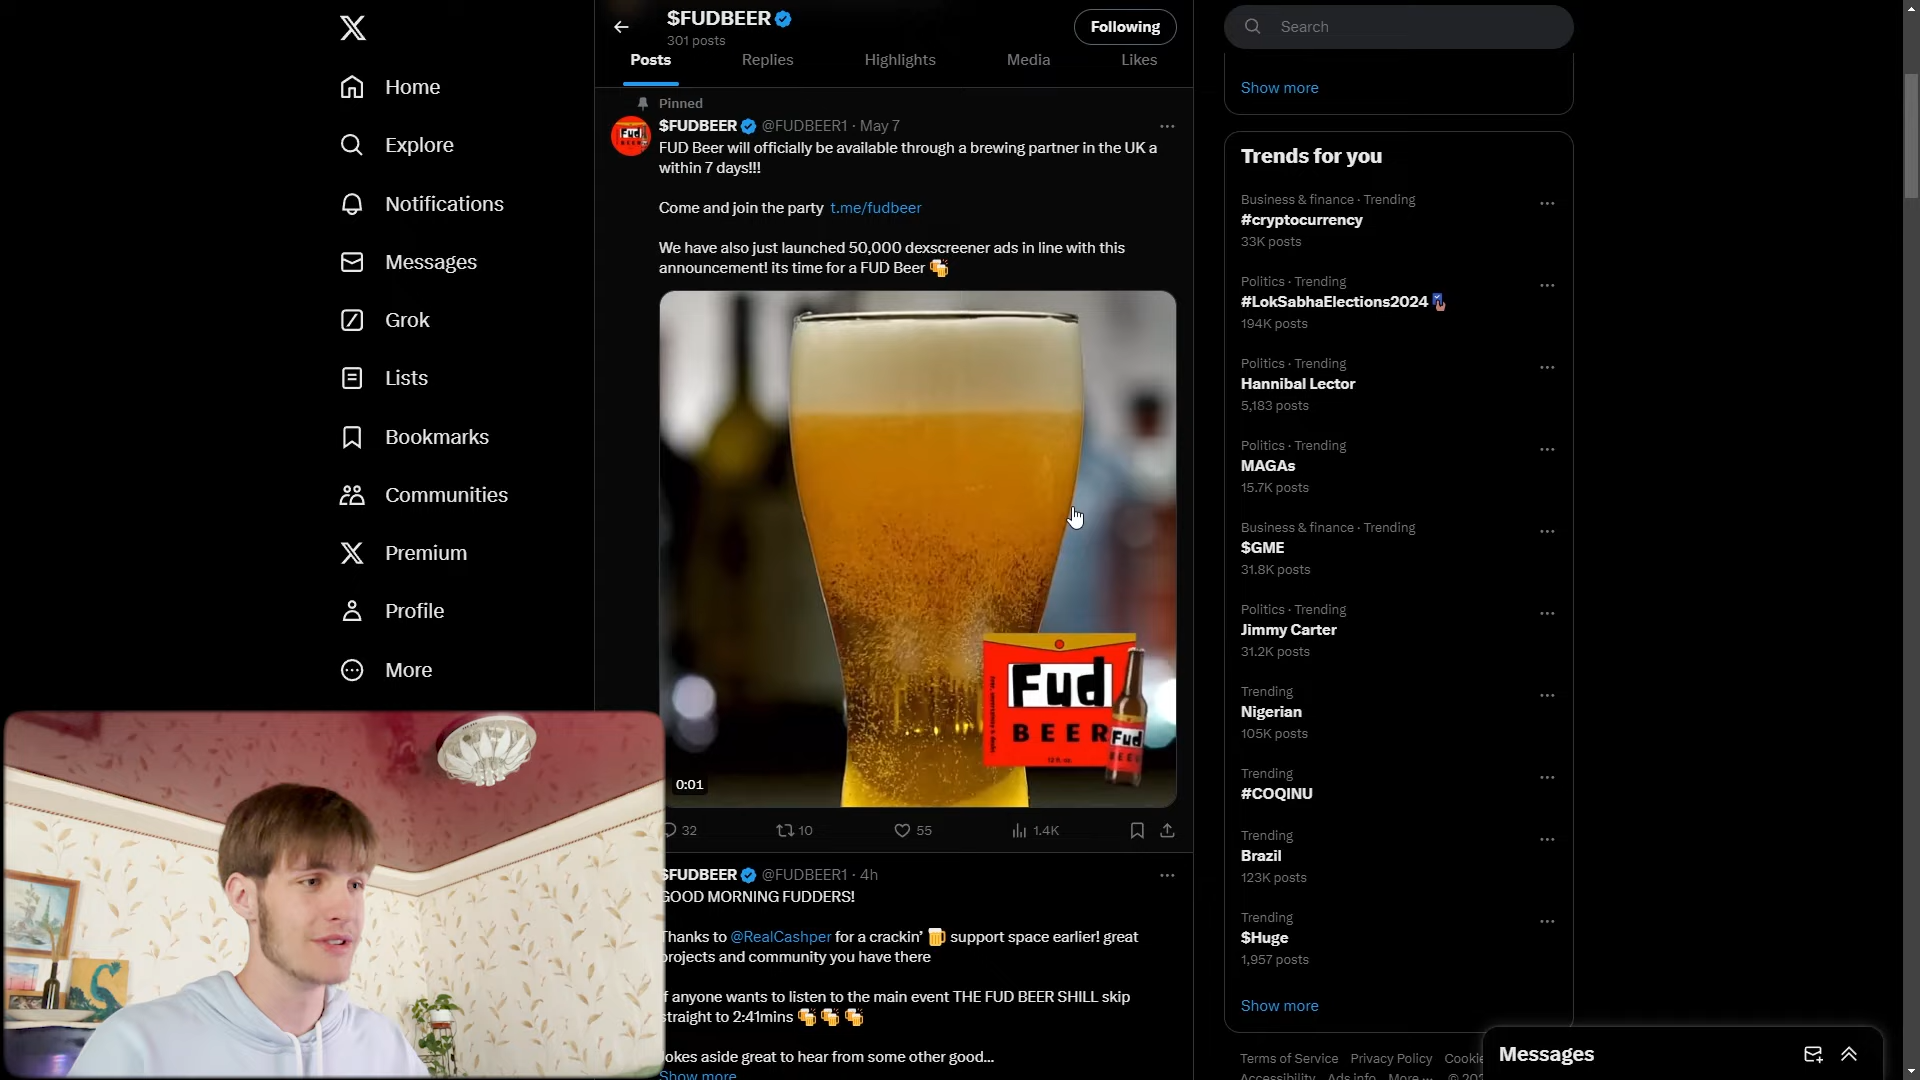 Home
Explore
Notifications
Messages
Grok
Lists
Bookmarks
Communities
Premium
Profile
More
$FUDBEER
301 posts
Following
Posts Replies Highlights Media Likes
Pinned
$FUDBEER @FUDBEER1 · May 7
FUD Beer will officially be available through a brewing partner in the UK a
within 7 days!!!
Come and join the party t.me/fudbeer
We have also just launched 50,000 dexscreener ads in line with this
announcement! its time for a FUD Beer 🍻
Fud
BEER
12 fl. oz.
Fud
BEER
0:01
32 10 55 1.4K
$FUDBEER @FUDBEER1 · 4h
GOOD MORNING FUDDERS!
Thanks to @RealCashper for a crackin’ 🍺 support space earlier! great
projects and community you have there
If anyone wants to listen to the main event THE FUD BEER SHILL skip
straight to 2:41mins 🍻 🍻 🍻
Jokes aside great to hear from some other good...
Show more
Search
Show more
Trends for you
Business & finance · Trending
#cryptocurrency
33K posts
Politics · Trending
#LokSabhaElections2024
194K posts
Politics · Trending
Hannibal Lector
5,183 posts
Politics · Trending
MAGAs
15.7K posts
Business & finance · Trending
$GME
31.8K posts
Politics · Trending
Jimmy Carter
31.2K posts
Trending
Nigerian
105K posts
Trending
#COQINU
Trending
Brazil
123K posts
Trending
$Huge
1,957 posts
Show more
Terms of Service Privacy Policy Cookie
Accessibility Ads info More ··· © 202
Messages